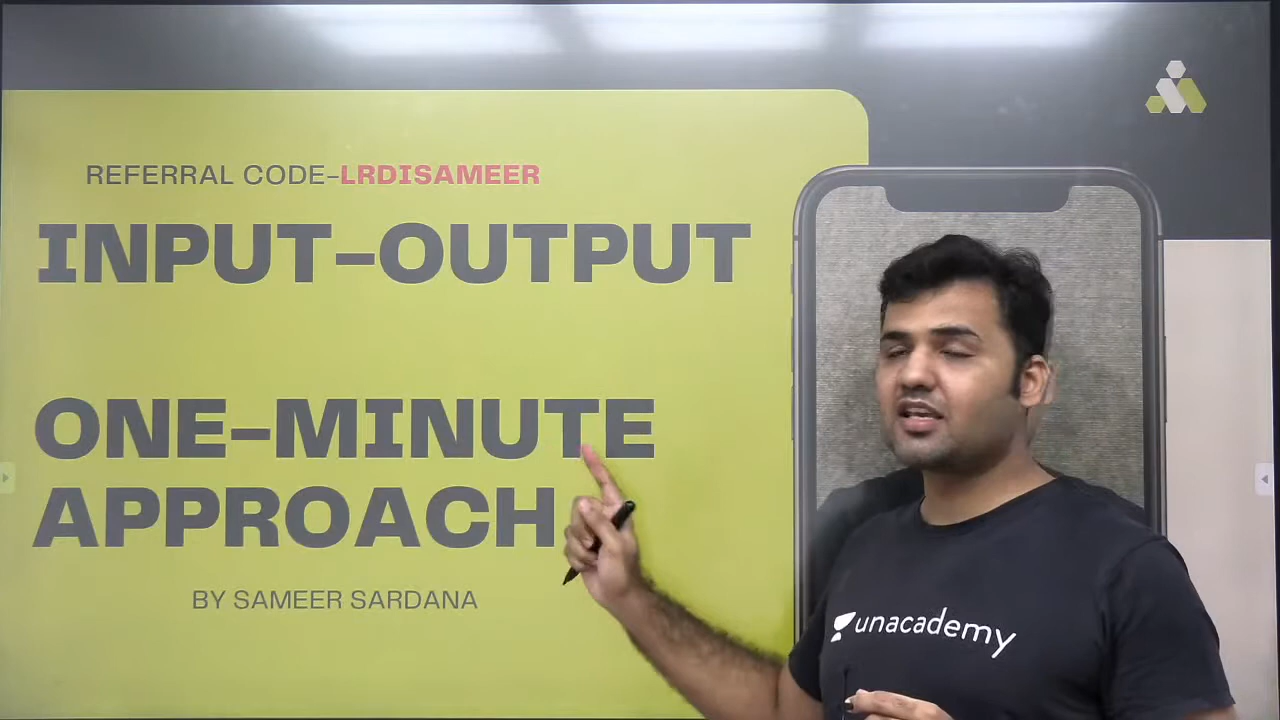 REFERRAL CODE-LRDISAMEER
INPUT-OUTPUT
ONE-MINUTE
APPROACH
BY SAMEER SARDANA
unacademy